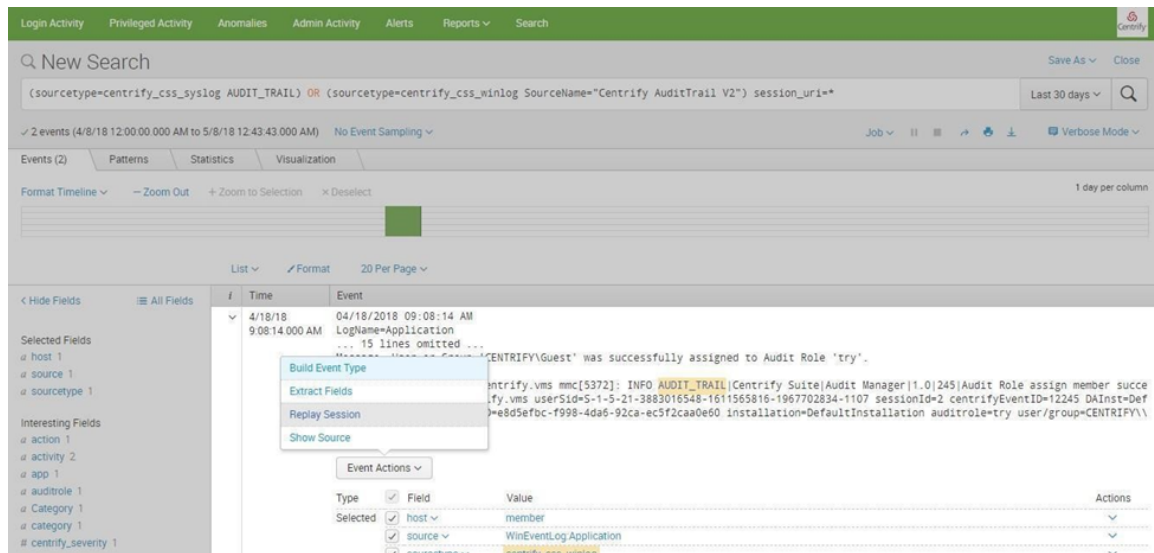 Login Activity Privileged Activity Anomalies Admin Activity Alerts Reports Search
Centrify
New Search
Save As Close
(sourcetype=centrify_css_syslog AUDIT_TRAIL) OR (sourcetype=centrify_css_winlog SourceName="Centrify AuditTrail V2") session_uri=*
Last 30 days
✓ 2 events (4/8/18 12:00:00.000 AM to 5/8/18 12:43:43.000 AM) No Event Sampling
Job Verbose Mode
Events (2) Patterns Statistics Visualization
Format Timeline — Zoom Out + Zoom to Selection × Deselect
1 day per column
List Format 20 Per Page
< Hide Fields All Fields
i Time Event
Selected Fields
a host 1
a source 1
a sourcetype 1
Interesting Fields
a action 1
a activity 2
a app 1
a auditrole 1
a Category 1
a category 1
# centrify_severity 1
4/18/18
9:08:14.000 AM
04/18/2018 09:08:14 AM
LogName=Application
... 15 lines omitted ...
'CENTRIFY\Guest' was successfully assigned to Audit Role 'try'.
entrify.vms mmc[5372]: INFO AUDIT_TRAIL|Centrify Suite|Audit Manager|1.0|245|Audit Role assign member succe
fy.vms userSid=S-1-5-21-3883016548-1611565816-1967702834-1107 sessionId=2 centrifyEventID=12245 DAInst=Def
D=e8d5efbc-f998-4da6-92ca-ec5f2caa0e60 installation=DefaultInstallation auditrole=try user/group=CENTRIFY\\
Build Event Type
Extract Fields
Replay Session
Show Source
Event Actions
Type Field Value Actions
Selected host member
source WinEventLog:Application